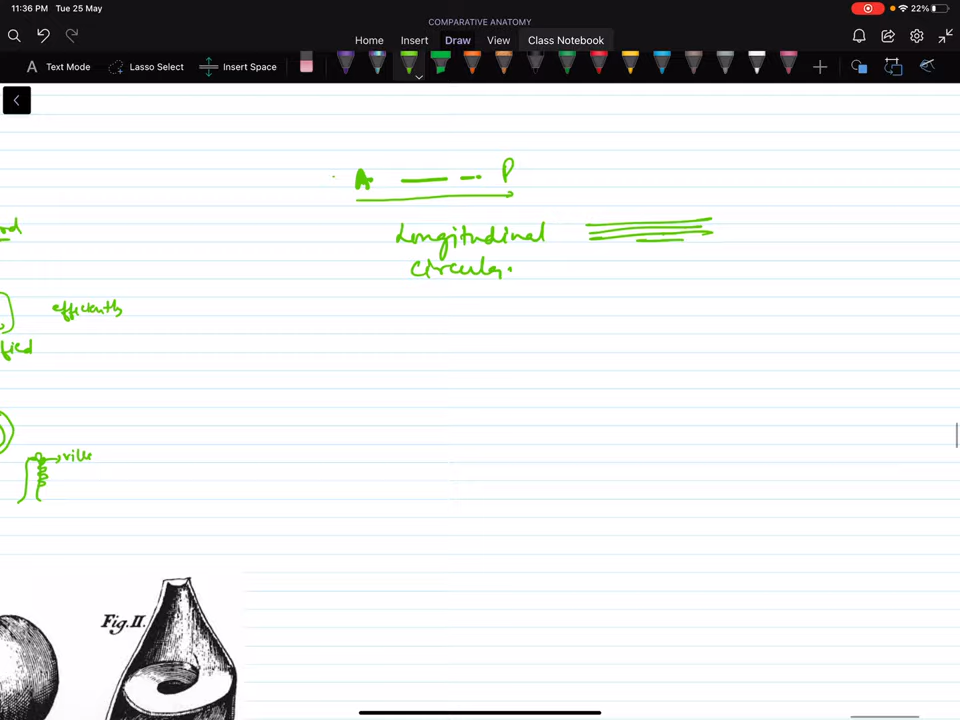 11:36 PM Tue 25 May
22%
COMPARATIVE ANATOMY
Home Insert Draw View Class Notebook
Text Mode Lasso Select Insert Space
A P
Longitudinal
circular
efficiently
Fig.II.